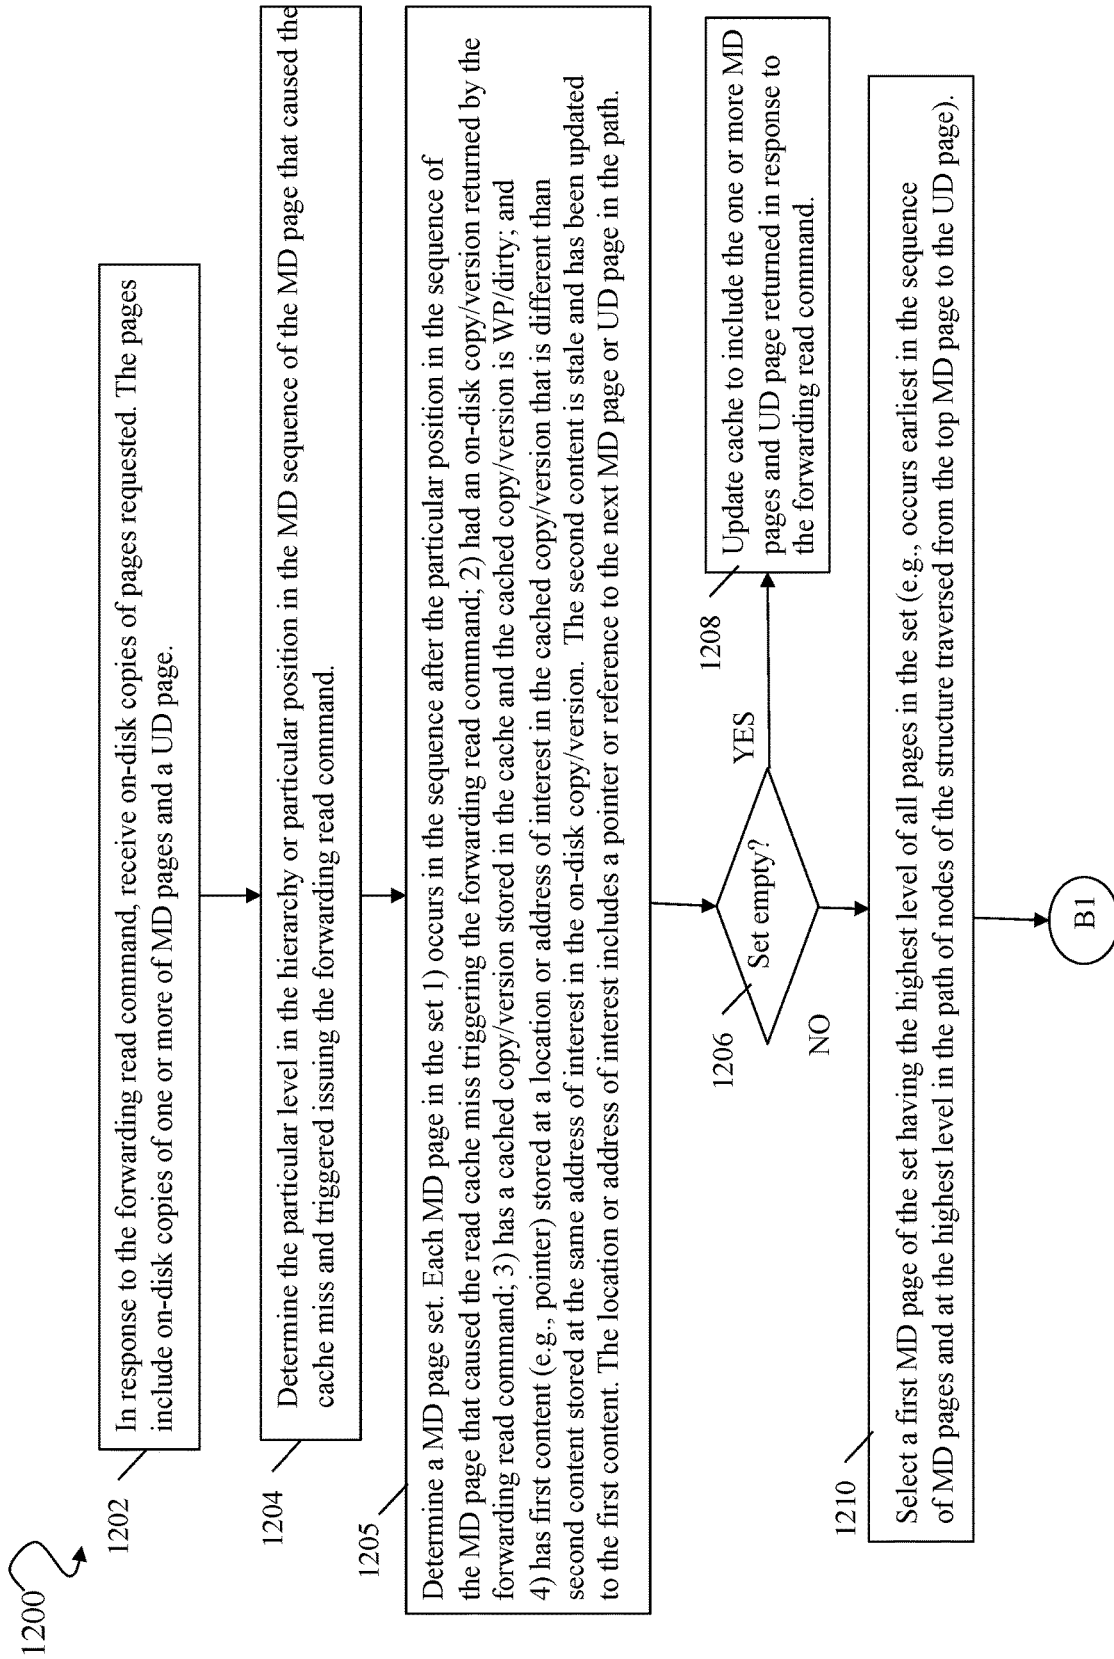 1200
1202
In response to the forwarding read command, receive on-disk copies of pages requested. The pages
include on-disk copies of one or more of MD pages and a UD page.
1204
Determine the particular level in the hierarchy or particular position in the MD sequence of the MD page that caused the
cache miss and triggered issuing the forwarding read command.
1205
Determine a MD page set. Each MD page in the set 1) occurs in the sequence after the particular position in the sequence of
the MD page that caused the read cache miss triggering the forwarding read command; 2) had an on-disk copy/version returned by the
forwarding read command; 3) has a cached copy/version stored in the cache and the cached copy/version is WP/dirty; and
4) has first content (e.g., pointer) stored at a location or address of interest in the cached copy/version that is different than
second content stored at the same address of interest in the on-disk copy/version. The second content is stale and has been updated
to the first content. The location or address of interest includes a pointer or reference to the next MD page or UD page in the path.
1206
Set empty?
YES
NO
1208
Update cache to include the one or more MD
pages and UD page returned in response to
the forwarding read command.
1210
Select a first MD page of the set having the highest level of all pages in the set (e.g., occurs earliest in the sequence
of MD pages and at the highest level in the path of nodes of the structure traversed from the top MD page to the UD page).
B1